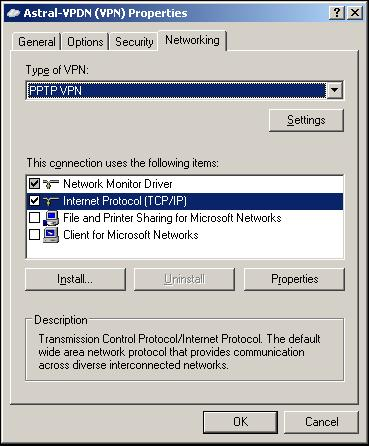 Astral-VPDN (VPN) Properties
General Options Security Networking
Type of VPN:
PPTP VPN
Settings
This connection uses the following items:
Network Monitor Driver
Internet Protocol (TCP/IP)
File and Printer Sharing for Microsoft Networks
Client for Microsoft Networks
Install... Uninstall Properties
Description
Transmission Control Protocol/Internet Protocol. The default
wide area network protocol that provides communication
across diverse interconnected networks.
OK Cancel